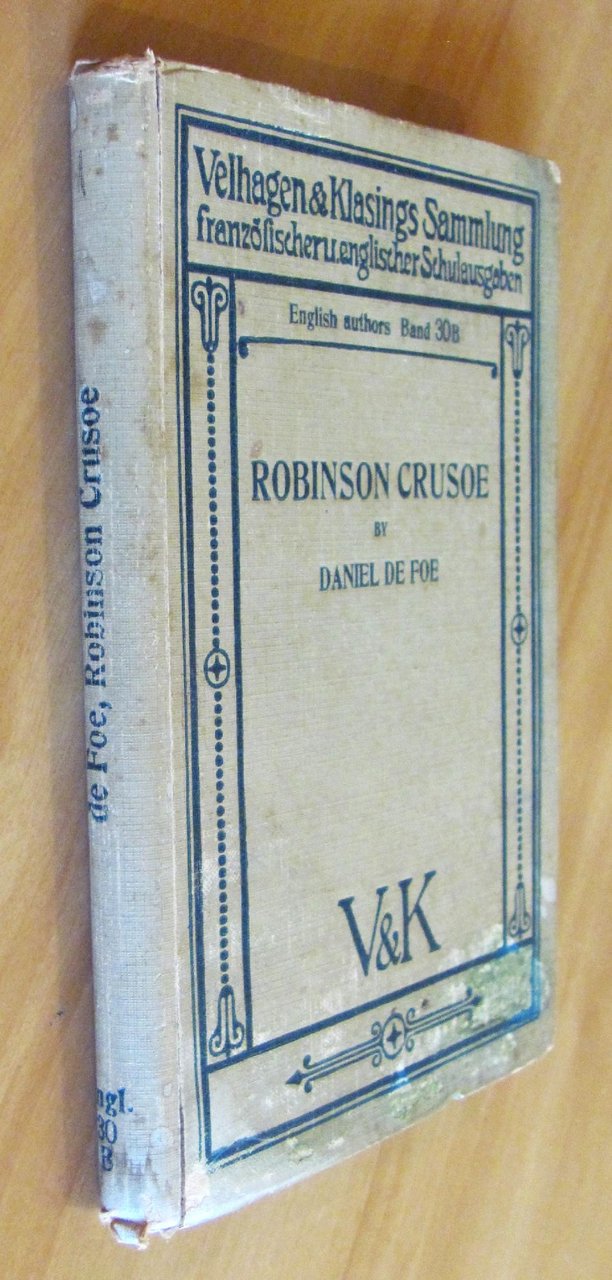 Velhagen & Klasings Sammlung
französischer u. englischer Schulausgaben
English authors Band 30B
ROBINSON CRUSOE
BY
DANIEL DE FOE
V&K
de Foe, Robinson Crusoe
ngl.
30
B